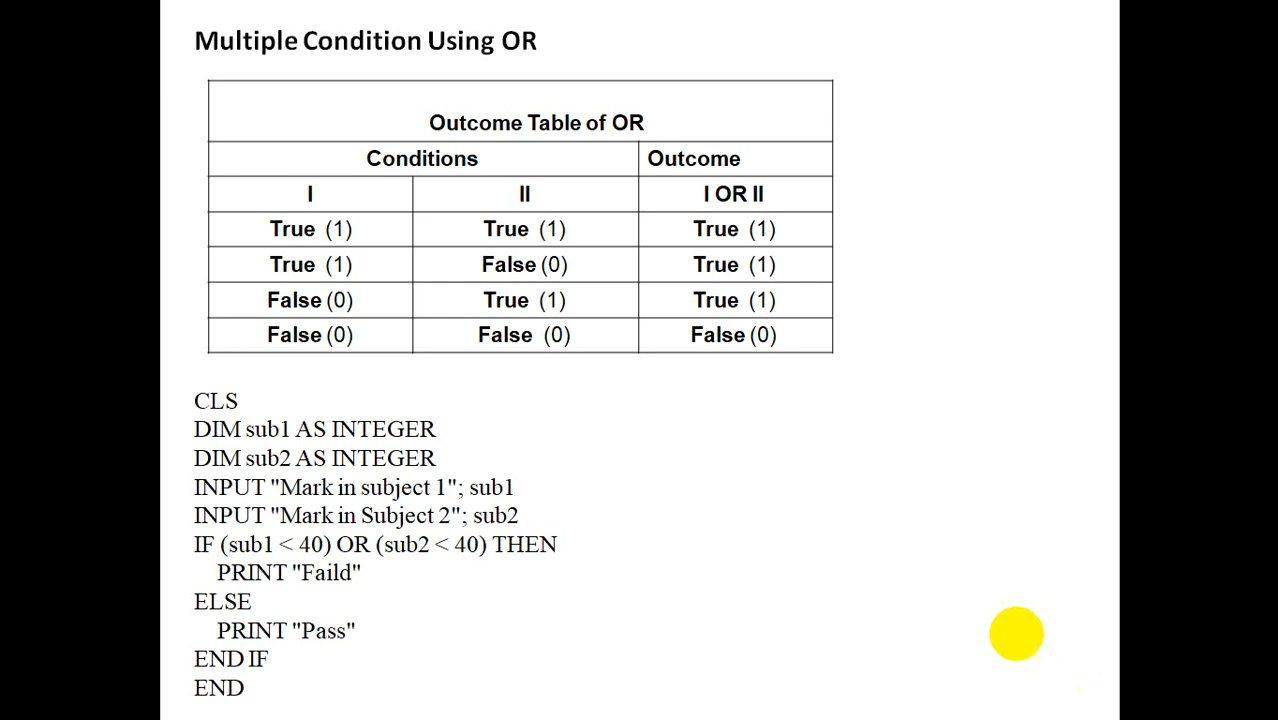 Multiple Condition Using OR
Outcome Table of OR
Conditions Outcome
I II I OR II
True (1) True (1) True (1)
True (1) False (0) True (1)
False (0) True (1) True (1)
False (0) False (0) False (0)
CLS
DIM sub1 AS INTEGER
DIM sub2 AS INTEGER
INPUT "Mark in subject 1"; sub1
INPUT "Mark in Subject 2"; sub2
IF (sub1 < 40) OR (sub2 < 40) THEN
PRINT "Faild"
ELSE
PRINT "Pass"
END IF
END